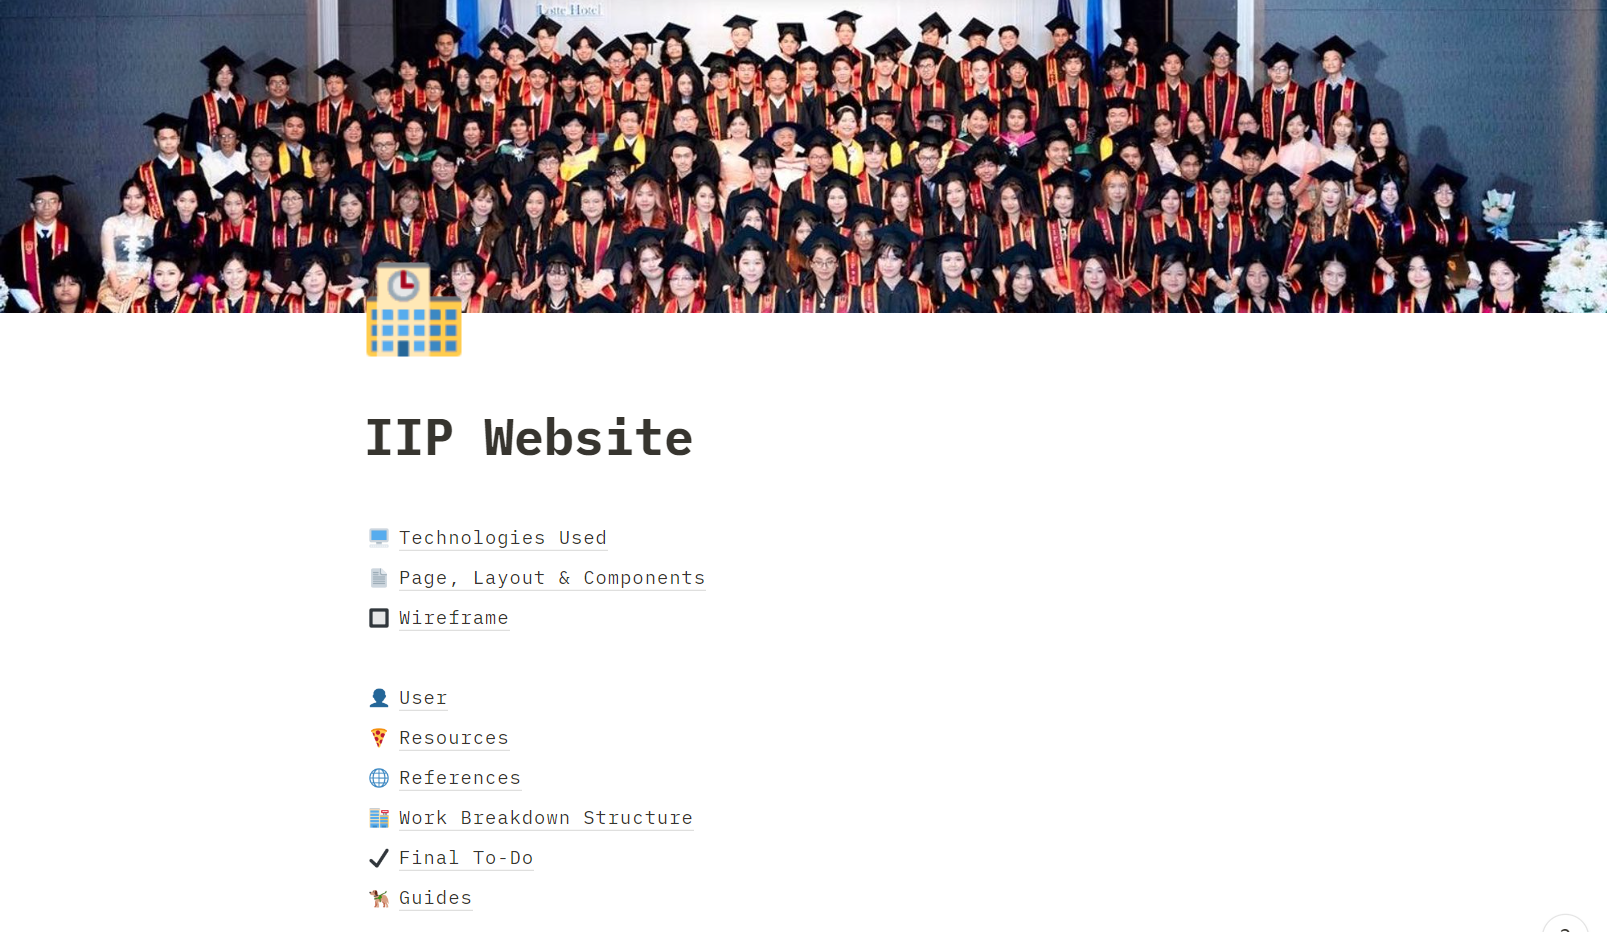 Lotte Hotel
IIP Website
Technologies Used
Page, Layout & Components
Wireframe
User
Resources
References
Work Breakdown Structure
Final To-Do
Guides